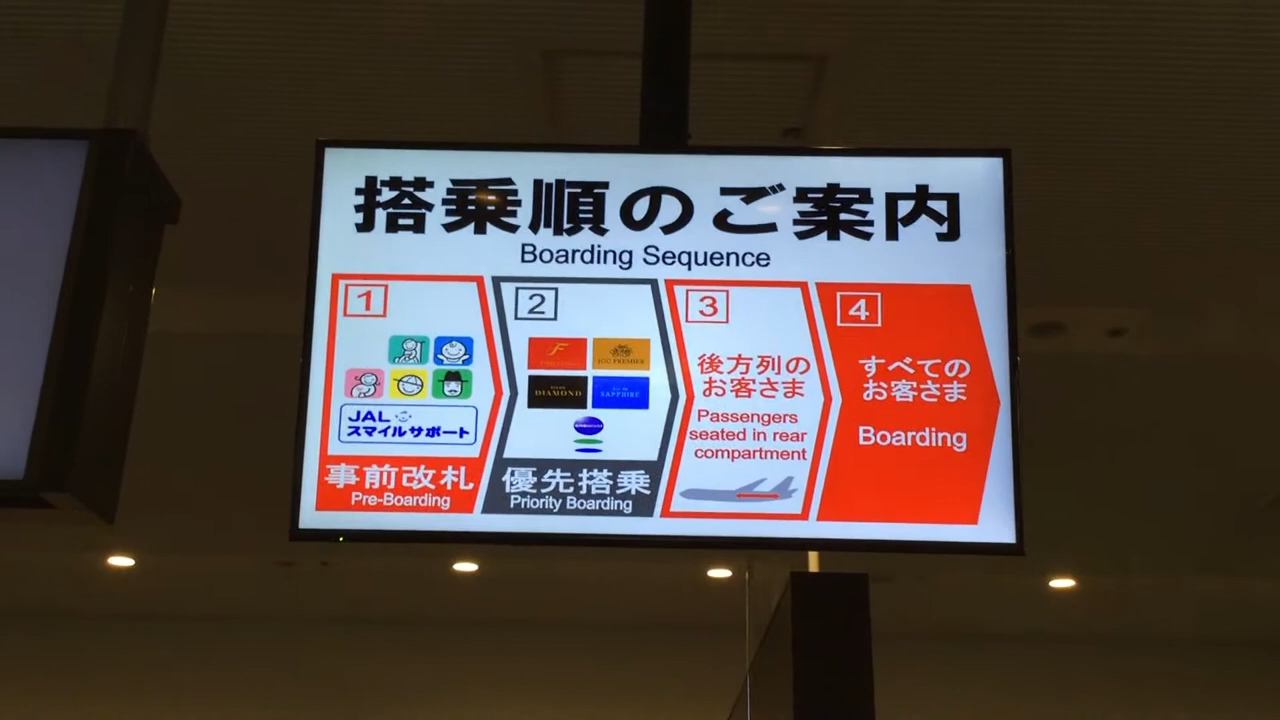 搭乗順のご案内
Boarding Sequence
1
JAL
スマイルサポート
事前改札
Pre-Boarding
2
F
JGC PREMIER
DIAMOND
SAPPHIRE
優先搭乗
Priority Boarding
3
後方列の
お客さま
Passengers
seated in rear
compartment
4
すべての
お客さま
Boarding